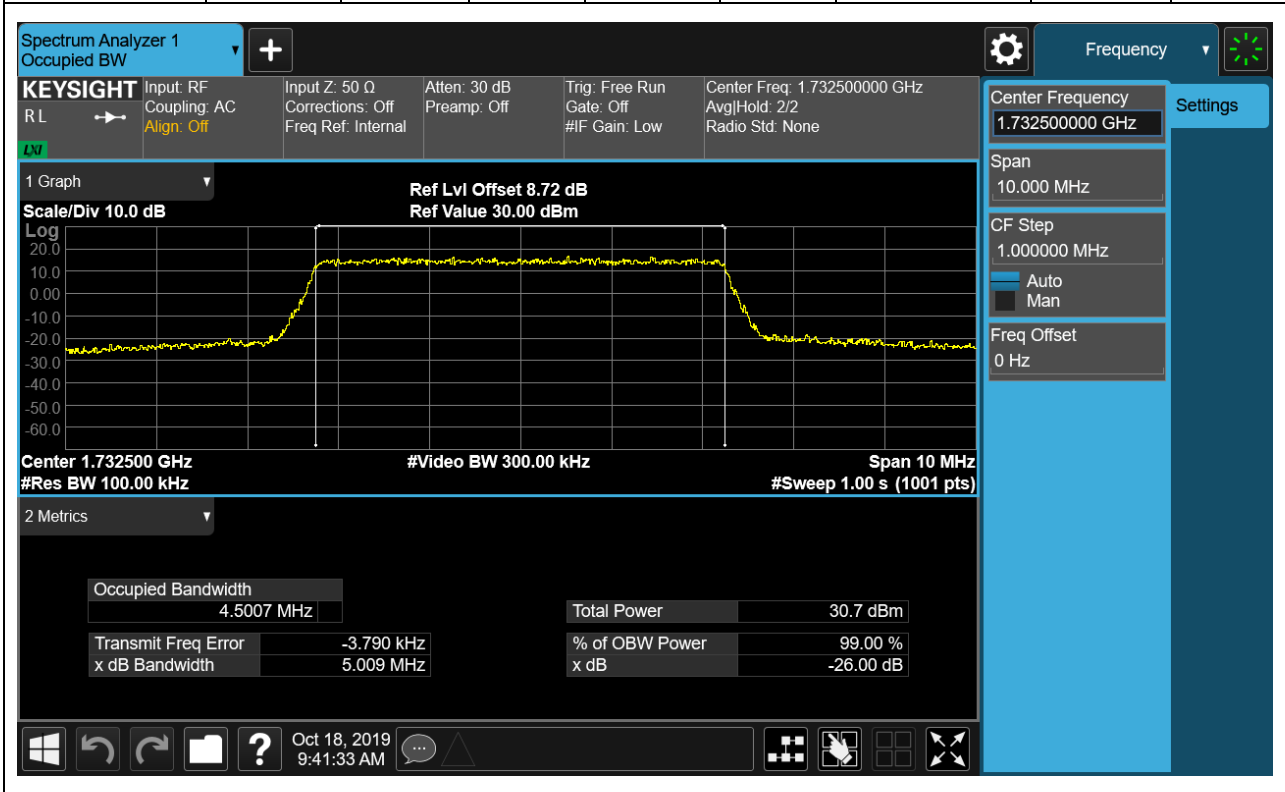 Spectrum Analyzer 1
Occupied BW
Frequency
KEYSIGHT
R L
LXI
Input: RF
Coupling: AC
Align: Off
Input Z: 50 Ω
Corrections: Off
Freq Ref: Internal
Atten: 30 dB
Preamp: Off
Trig: Free Run
Gate: Off
#IF Gain: Low
Center Freq: 1.732500000 GHz
Avg|Hold: 2/2
Radio Std: None
Center Frequency
1.732500000 GHz
Settings
Span
10.000 MHz
CF Step
1.000000 MHz
Auto
Man
Freq Offset
0 Hz
1 Graph
Scale/Div 10.0 dB
Ref Lvl Offset 8.72 dB
Ref Value 30.00 dBm
Log
20.0
10.0
0.00
-10.0
-20.0
-30.0
-40.0
-50.0
-60.0
Center 1.732500 GHz
#Video BW 300.00 kHz
Span 10 MHz
#Res BW 100.00 kHz
#Sweep 1.00 s (1001 pts)
2 Metrics
Occupied Bandwidth
4.5007 MHz
Total Power 30.7 dBm
Transmit Freq Error -3.790 kHz
% of OBW Power 99.00 %
x dB Bandwidth 5.009 MHz
x dB -26.00 dB
?
Oct 18, 2019
9:41:33 AM